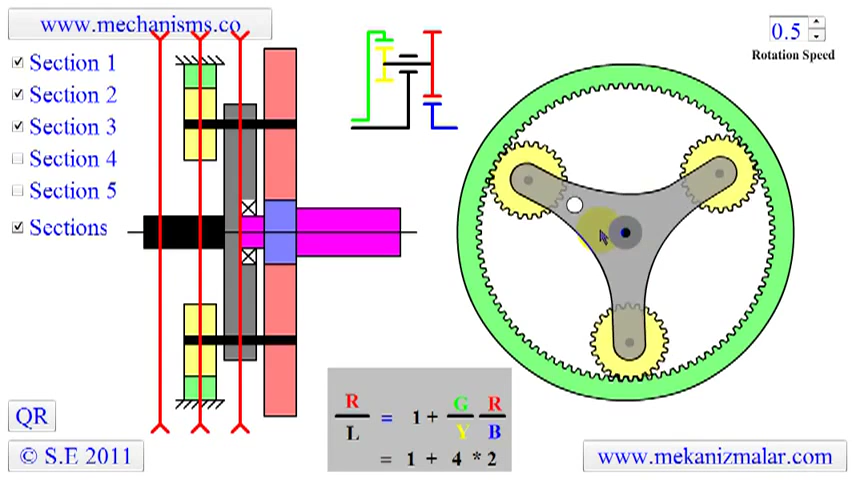 www.mechanisms.co
0.5
Rotation Speed
Section 1
Section 2
Section 3
Section 4
Section 5
Sections
R = 1 + G R
L Y B
= 1 + 4 * 2
QR
© S.E 2011
www.mekanizmalar.com